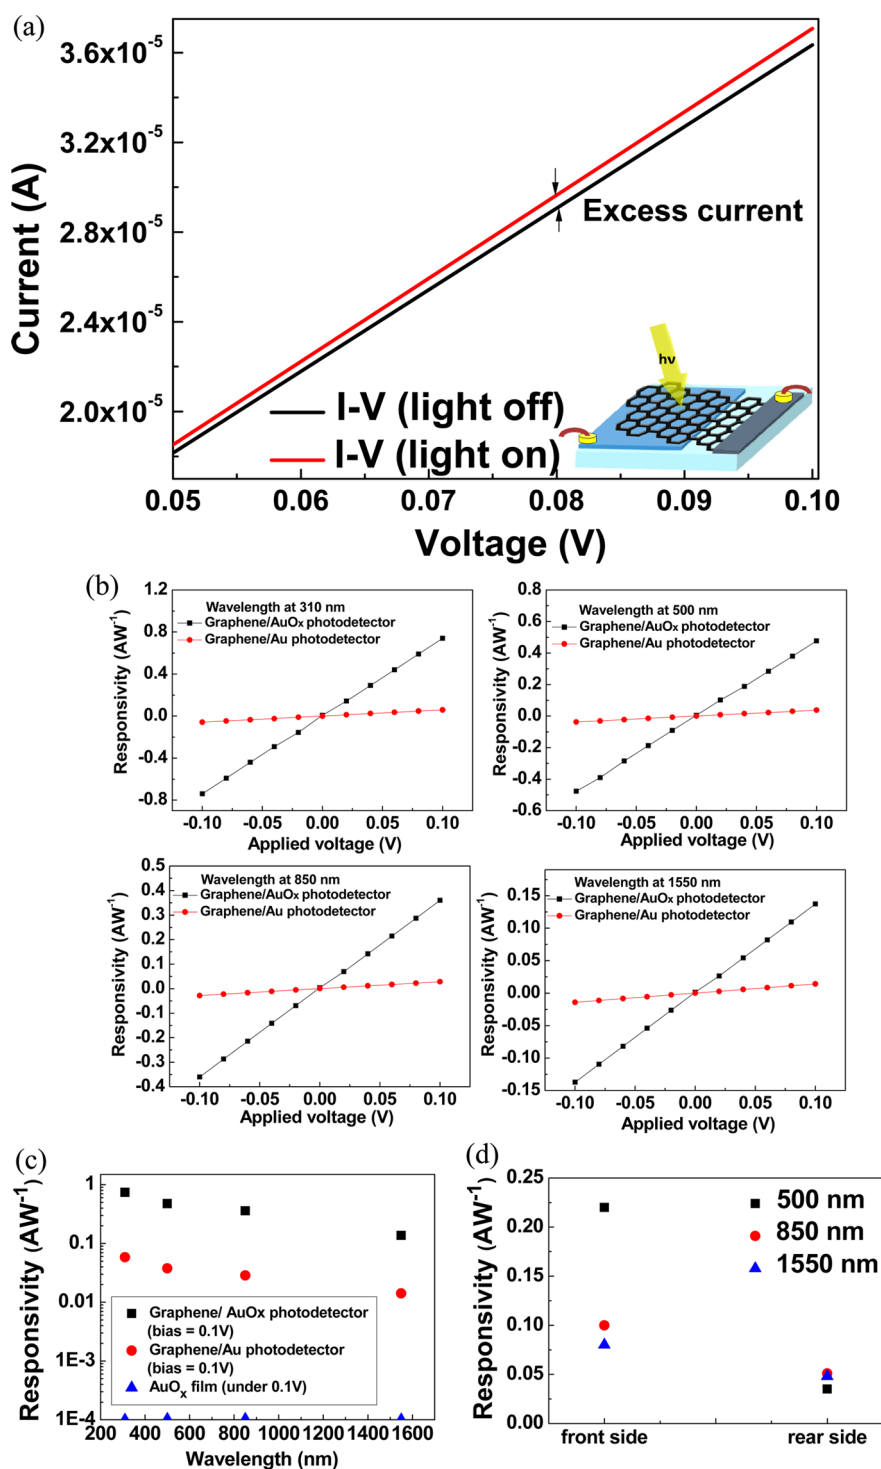 (a)
3.6x10⁻⁵
3.2x10⁻⁵
2.8x10⁻⁵
2.4x10⁻⁵
2.0x10⁻⁵
Current (A)
Excess current
hν
I-V (light off)
I-V (light on)
0.05 0.06 0.07 0.08 0.09 0.10
Voltage (V)
(b)
Wavelength at 310 nm
Graphene/AuOx photodetector
Graphene/Au photodetector
1.2
0.8
0.4
0.0
-0.4
-0.8
Responsivity (AW⁻¹)
-0.10 -0.05 0.00 0.05 0.10
Applied voltage (V)
Wavelength at 500 nm
Graphene/AuOx photodetector
Graphene/Au photodetector
0.8
0.6
0.4
0.2
0.0
-0.2
-0.4
-0.6
Responsivity (AW⁻¹)
-0.10 -0.05 0.00 0.05 0.10
Applied voltage (V)
Wavelength at 850 nm
Graphene/AuOx photodetector
Graphene/Au photodetector
0.5
0.4
0.3
0.2
0.1
0.0
-0.1
-0.2
-0.3
-0.4
Responsivity (AW⁻¹)
-0.10 -0.05 0.00 0.05 0.10
Applied voltage (V)
Wavelength at 1550 nm
Graphene/AuOx photodetector
Graphene/Au photodetector
0.15
0.10
0.05
0.00
-0.05
-0.10
-0.15
Responsivity (AW⁻¹)
-0.10 -0.05 0.00 0.05 0.10
Applied voltage (V)
(c)
1
0.1
0.01
1E-3
1E-4
Responsivity (AW⁻¹)
Graphene/ AuOx photodetector
(bias = 0.1V)
Graphene/Au photodetector
(bias = 0.1V)
AuOₓ film (under 0.1V)
200 400 600 800 1000 1200 1400 1600
Wavelength (nm)
(d)
0.25
0.20
0.15
0.10
0.05
0.00
Responsivity (AW⁻¹)
500 nm
850 nm
1550 nm
front side rear side